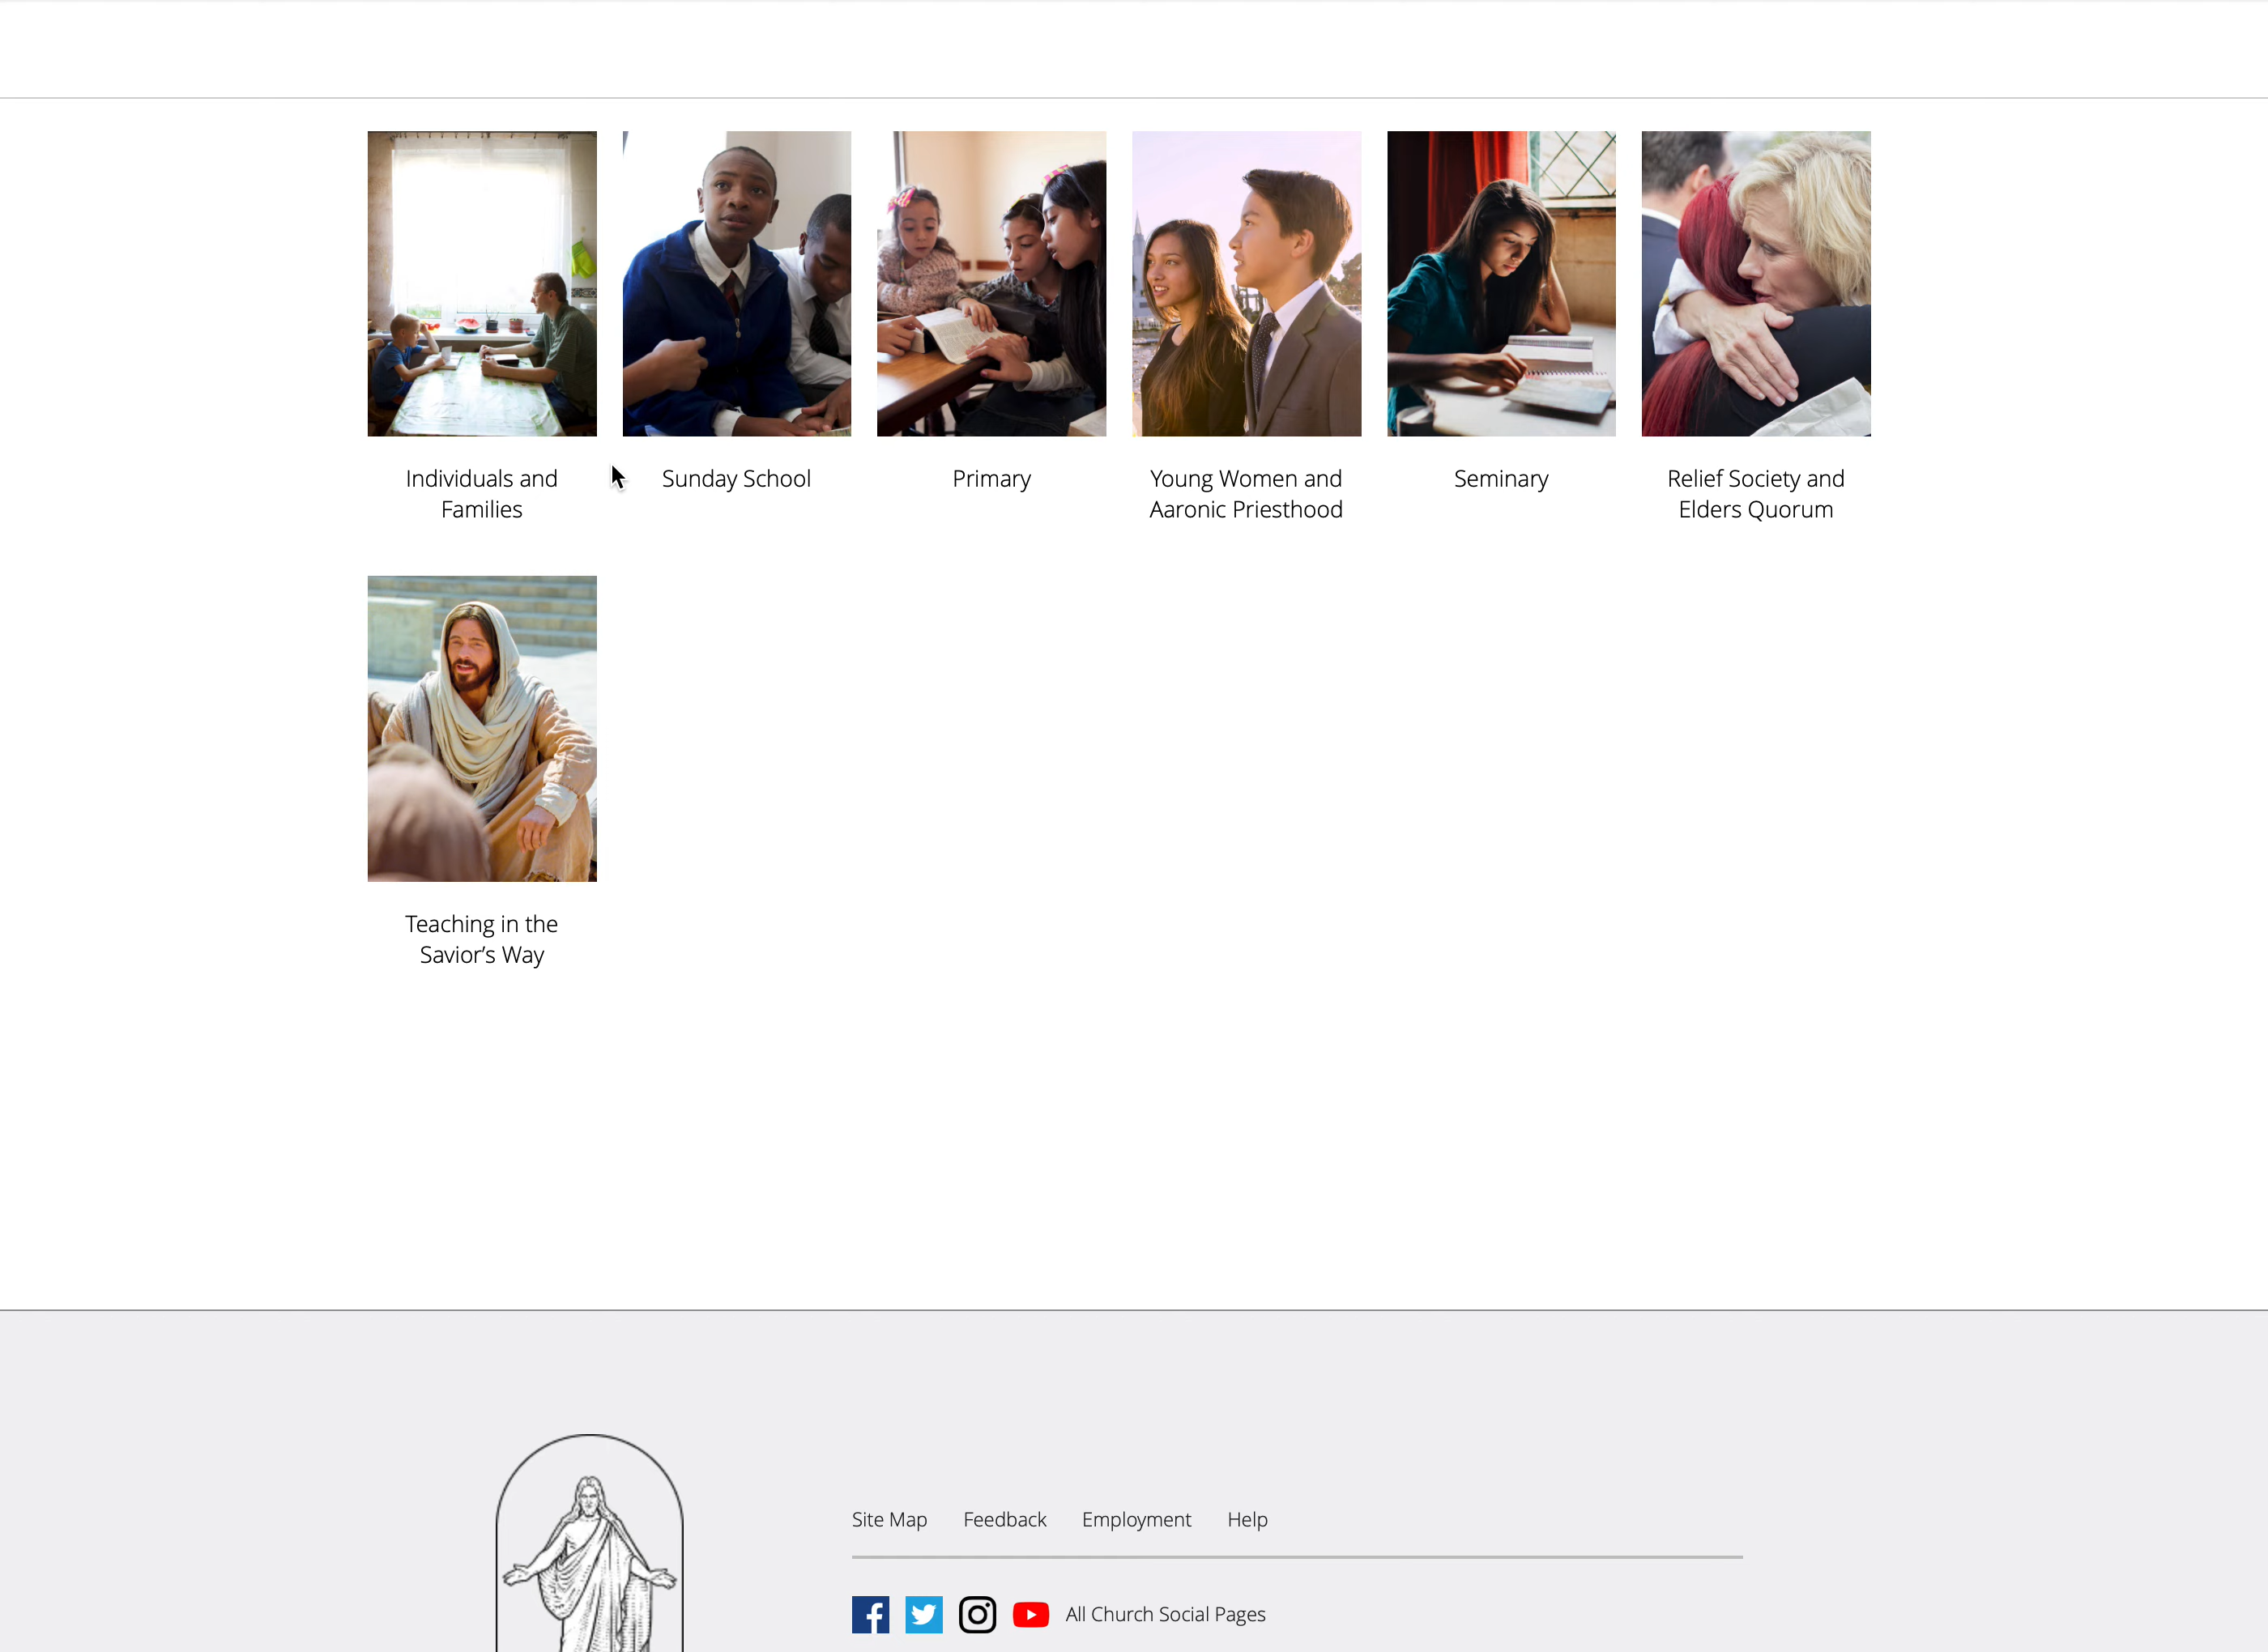 Individuals and
Families
Sunday School
Primary
Young Women and
Aaronic Priesthood
Seminary
Relief Society and
Elders Quorum
Teaching in the
Savior’s Way
Site Map
Feedback
Employment
Help
All Church Social Pages